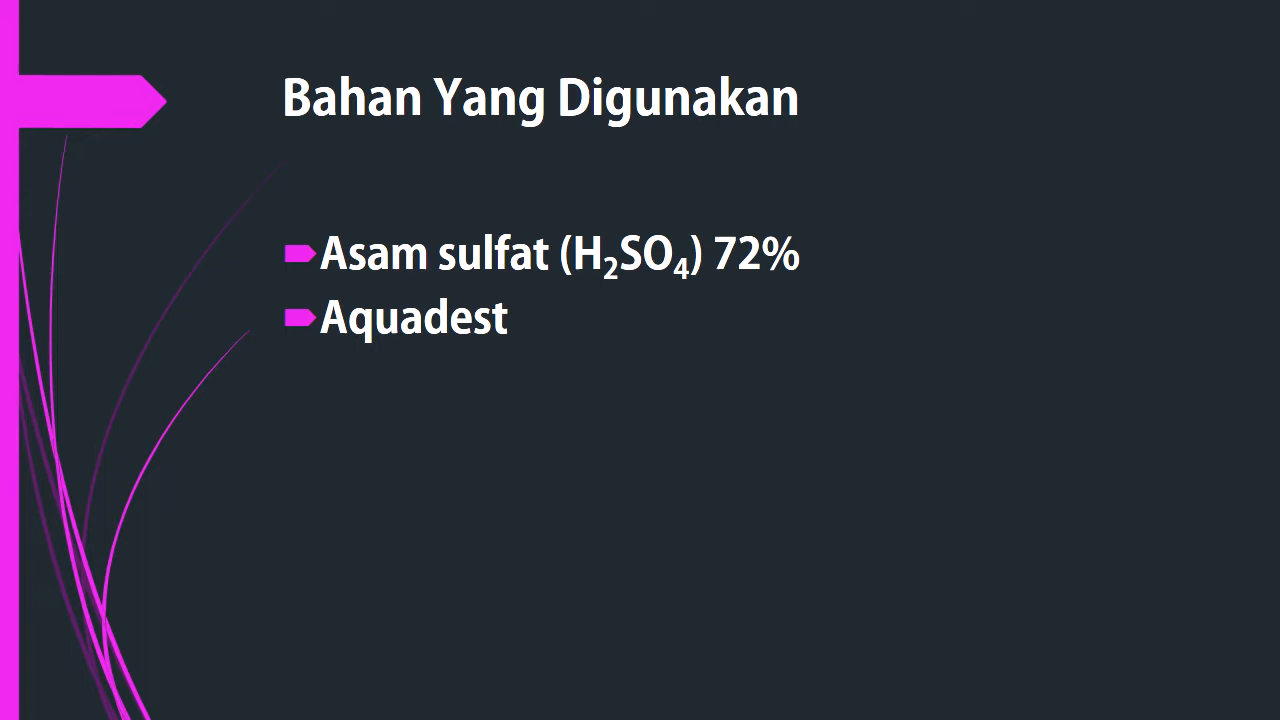 Bahan Yang Digunakan
Asam sulfat (H₂SO₄) 72%
Aquadest